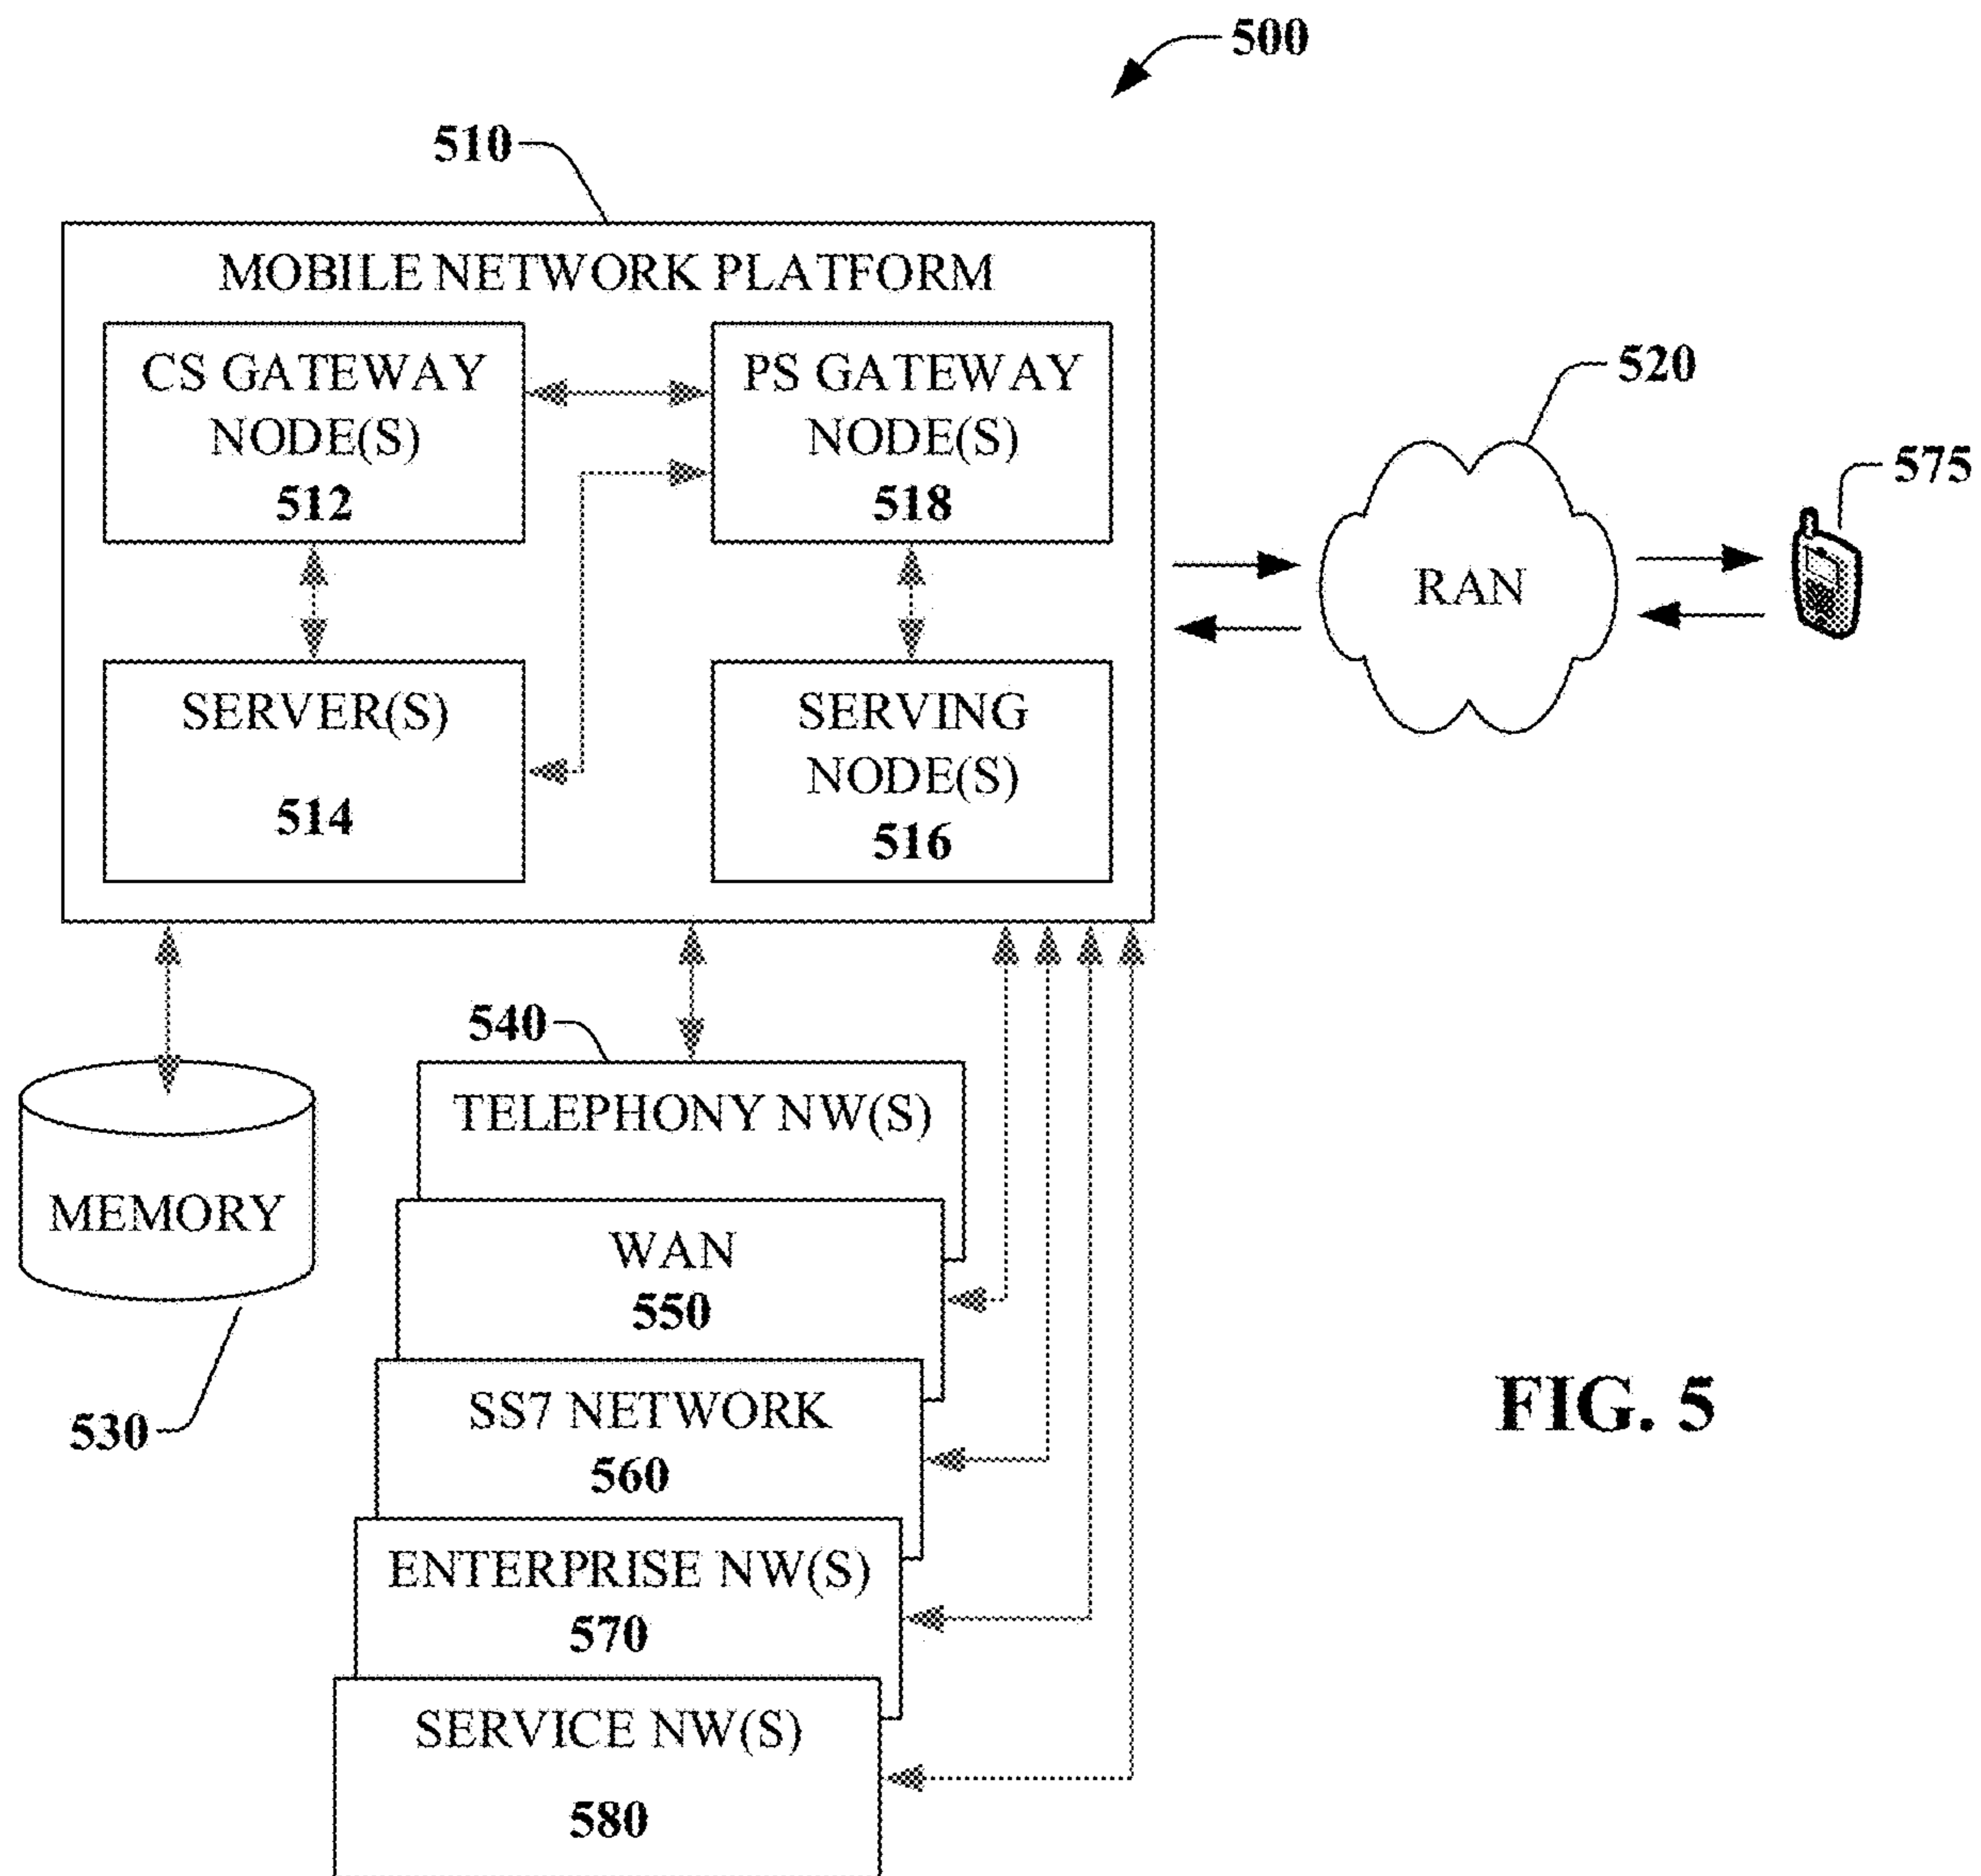 500
510
MOBILE NETWORK PLATFORM
CS GATEWAY
NODE(S)
512
PS GATEWAY
NODE(S)
518
SERVER(S)
514
SERVING
NODE(S)
516
520
RAN
575
540
TELEPHONY NW(S)
MEMORY
530
WAN
550
SS7 NETWORK
560
ENTERPRISE NW(S)
570
SERVICE NW(S)
580
FIG. 5